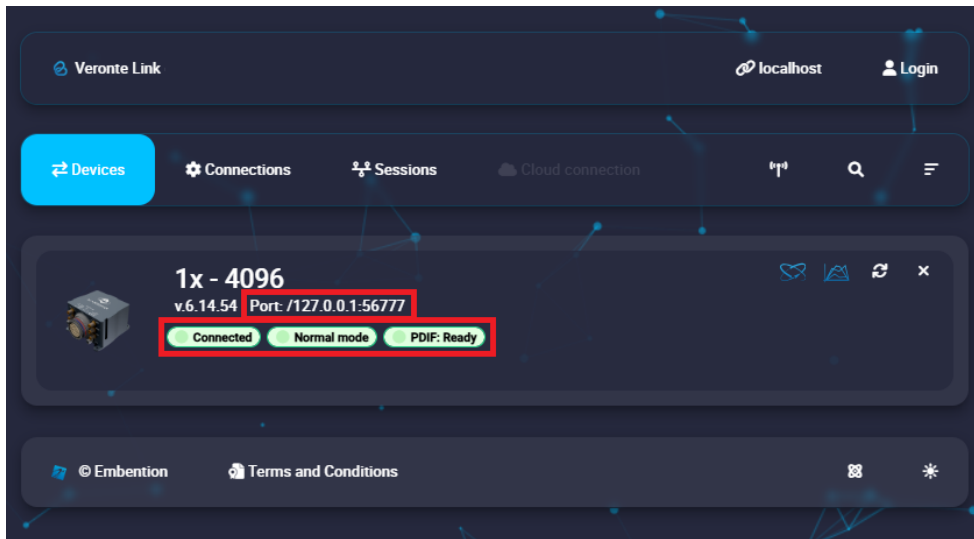 Veronte Link
localhost
Login
Devices
Connections
Sessions
Cloud connection
1x - 4096
v.6.14.54 Port: /127.0.0.1:56777
Connected Normal mode PDIF: Ready
© Embention
Terms and Conditions